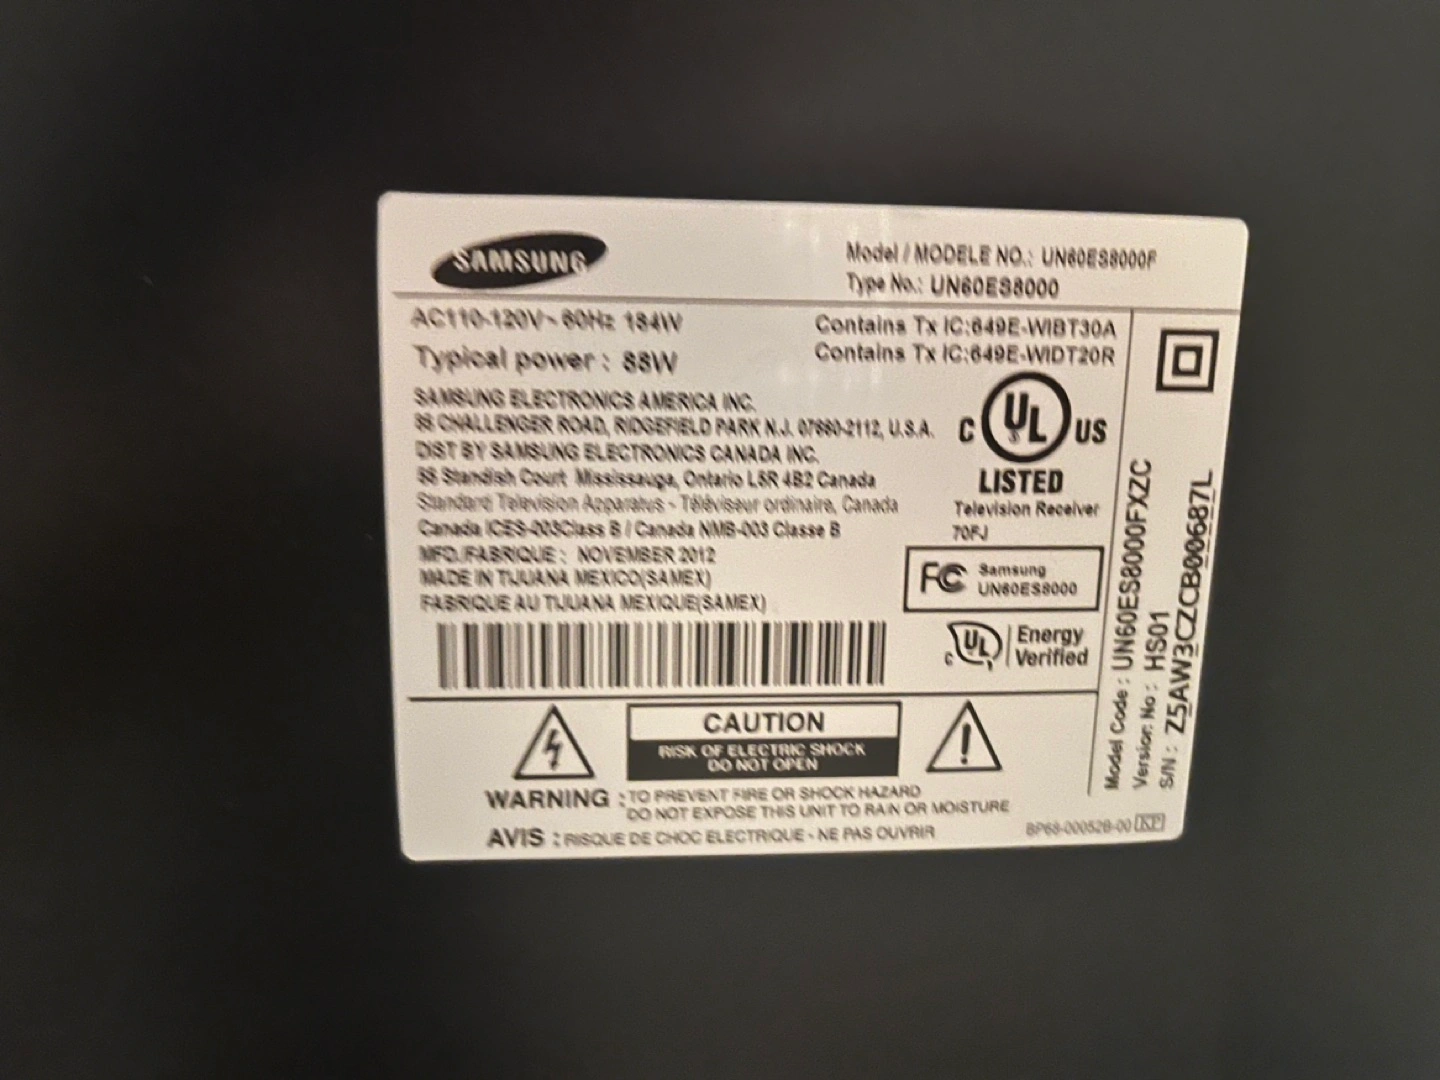 SAMSUNG
Model / MODELE NO.: UN60ES8000F
Type No.: UN60ES8000
AC110-120V~ 60Hz 184W
Typical power : 88W
Contains Tx IC:649E-WIBT30A
Contains Tx IC:649E-WIDT20R
SAMSUNG ELECTRONICS AMERICA INC.
85 CHALLENGER ROAD, RIDGEFIELD PARK N.J. 07660-2112, U.S.A.
DIST BY SAMSUNG ELECTRONICS CANADA INC.
55 Standish Court Mississauga, Ontario L5R 4B2 Canada
Standard Television Apparatus - Téléviseur ordinaire, Canada
Canada ICES-003Class B / Canada NMB-003 Classe B
MFD./FABRIQUE : NOVEMBER 2012
MADE IN TIJUANA MEXICO(SAMEX)
FABRIQUE AU TIJUANA MEXIQUE(SAMEX)
C UL US
LISTED
Television Receiver
70FJ
FC Samsung
UN60ES8000
C UL Energy
Verified
CAUTION
RISK OF ELECTRIC SHOCK
DO NOT OPEN
WARNING : TO PREVENT FIRE OR SHOCK HAZARD
DO NOT EXPOSE THIS UNIT TO RAIN OR MOISTURE
AVIS : RISQUE DE CHOC ELECTRIQUE - NE PAS OUVRIR
BP68-00052B-00 KP
Model Code : UN60ES8000FXZC
Version No : HS01
S/N : Z5AW3CZCB00687L